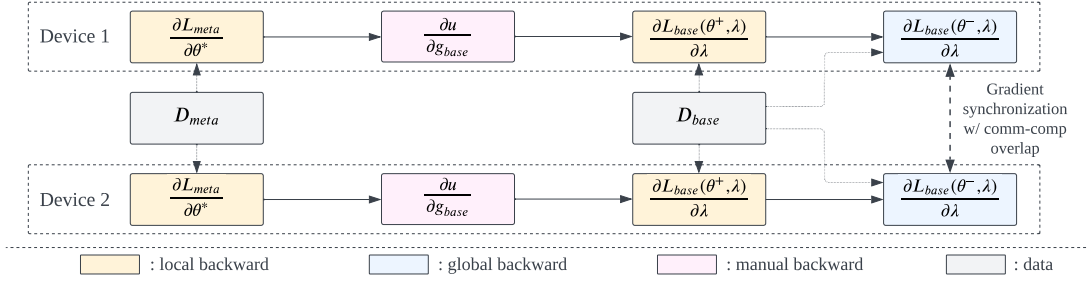 Device 1
∂L_meta / ∂θ*
∂u / ∂g_base
∂L_base(θ⁺, λ) / ∂λ
∂L_base(θ⁻, λ) / ∂λ
D_meta
D_base
Gradient
synchronization
w/ comm-comp
overlap
Device 2
∂L_meta / ∂θ*
∂u / ∂g_base
∂L_base(θ⁺, λ) / ∂λ
∂L_base(θ⁻, λ) / ∂λ
: local backward
: global backward
: manual backward
: data